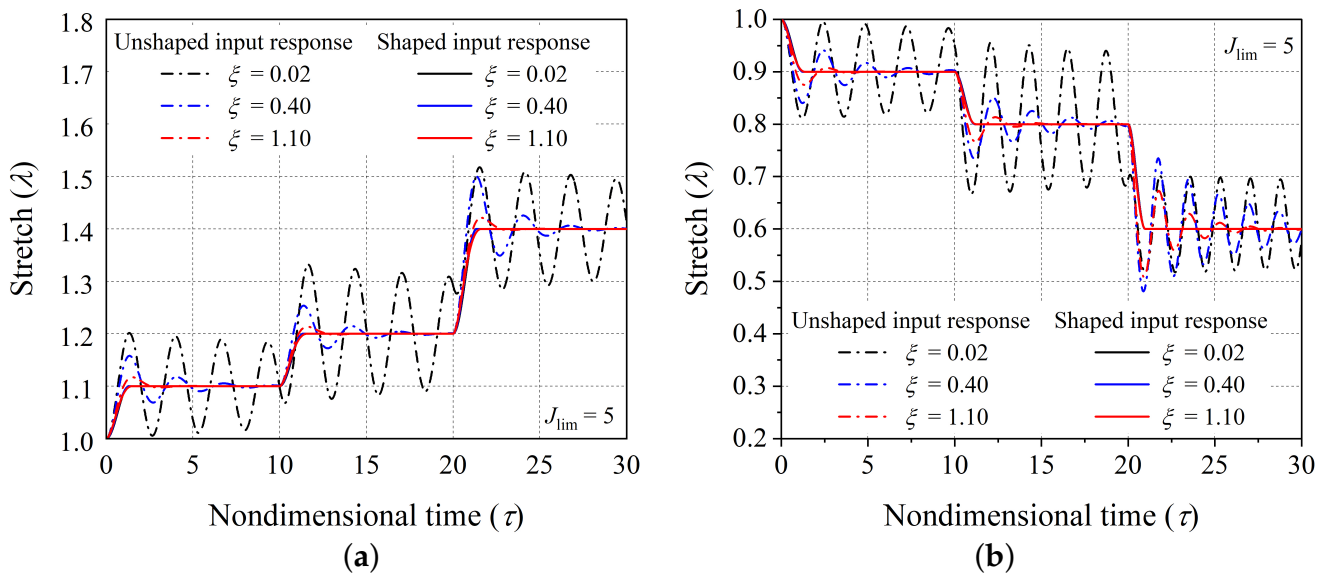 1.8
1.7
1.6
1.5
1.4
1.3
1.2
1.1
1.0
Stretch (λ)
Unshaped input response Shaped input response
ξ = 0.02 ξ = 0.02
ξ = 0.40 ξ = 0.40
ξ = 1.10 ξ = 1.10
J_lim = 5
0 5 10 15 20 25 30
Nondimensional time (τ)
(a)
1.0
0.9
0.8
0.7
0.6
0.5
0.4
0.3
0.2
Stretch (λ)
J_lim = 5
Unshaped input response Shaped input response
ξ = 0.02 ξ = 0.02
ξ = 0.40 ξ = 0.40
ξ = 1.10 ξ = 1.10
0 5 10 15 20 25 30
Nondimensional time (τ)
(b)